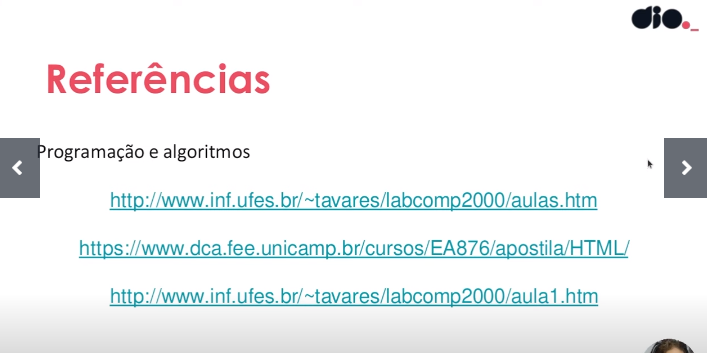 dio._
Referências
Programação e algoritmos
http://www.inf.ufes.br/~tavares/labcomp2000/aulas.htm
https://www.dca.fee.unicamp.br/cursos/EA876/apostila/HTML/
http://www.inf.ufes.br/~tavares/labcomp2000/aula1.htm